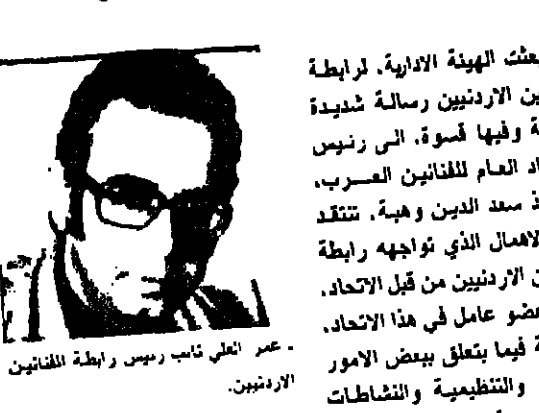 بعثت الهيئة الادارية، لرابطة
ين الاردنيين رسالة شديدة
ة وفيها قسوة، الى رئيس
اد العام للفنانين العـــرب،
ذ سعد الدين وهبة، تنتقد
لاهمال الذي تواجهه رابطة
ن الاردنيين من قبل الاتحاد،
عضو عامل في هذا الاتحاد،
ة فيما يتعلق ببعض الامور
والتنظيمية والنشاطات
. عمر العلي نائب رئيس رابطة الفنانين
الاردنيين.